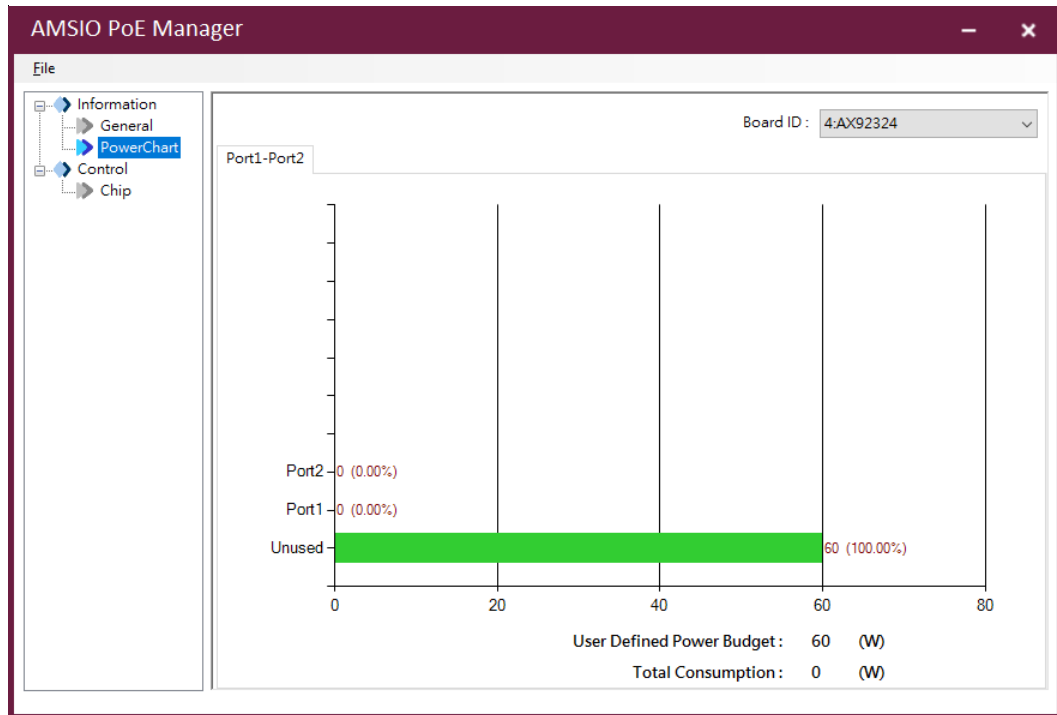 AMSIO PoE Manager
File
Information
General
PowerChart
Control
Chip
Board ID : 4:AX92324
Port1-Port2
Port2 0 (0.00%)
Port1 0 (0.00%)
Unused 60 (100.00%)
0 20 40 60 80
User Defined Power Budget : 60 (W)
Total Consumption : 0 (W)